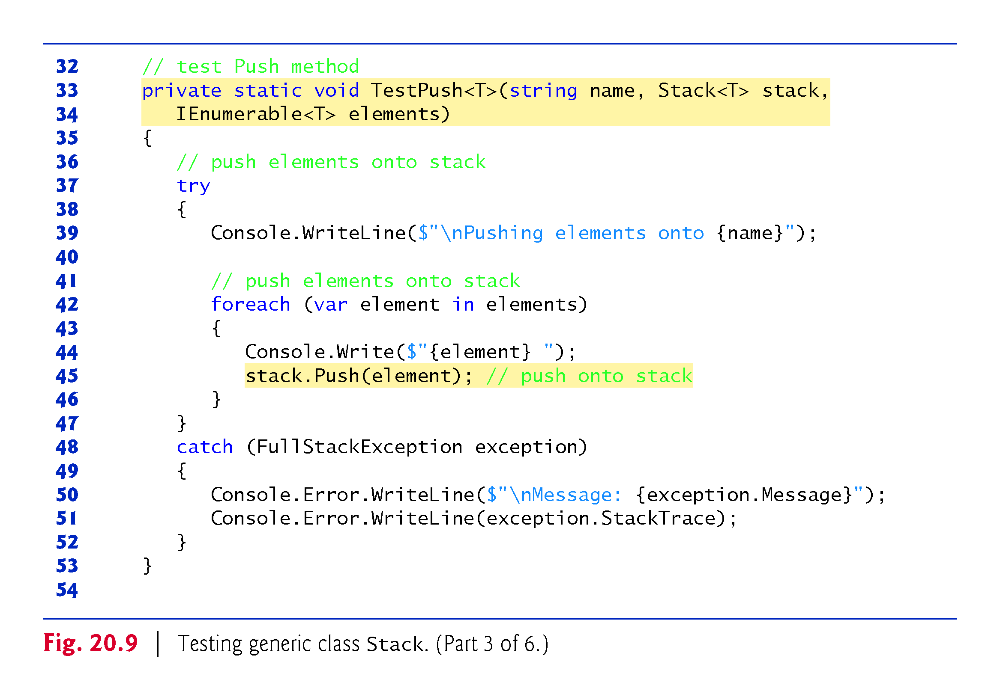 32 // test Push method
33 private static void TestPush<T>(string name, Stack<T> stack,
34    IEnumerable<T> elements)
35 {
36    // push elements onto stack
37    try
38    {
39       Console.WriteLine($"\nPushing elements onto {name}");
40
41       // push elements onto stack
42       foreach (var element in elements)
43       {
44          Console.Write($"{element} ");
45          stack.Push(element); // push onto stack
46       }
47    }
48    catch (FullStackException exception)
49    {
50       Console.Error.WriteLine($"\nMessage: {exception.Message}");
51       Console.Error.WriteLine(exception.StackTrace);
52    }
53 }
54
Fig. 20.9 | Testing generic class Stack. (Part 3 of 6.)